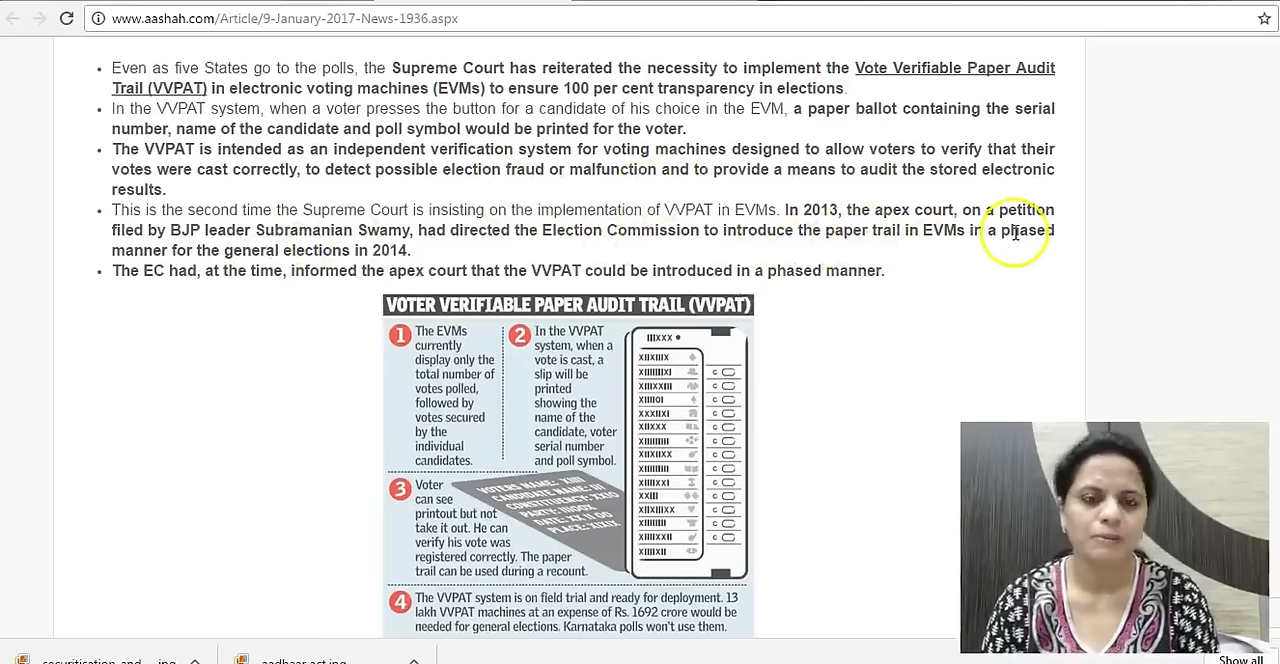 www.aashah.com/Article/9-January-2017-News-1936.aspx
• Even as five States go to the polls, the Supreme Court has reiterated the necessity to implement the Vote Verifiable Paper Audit
Trail (VVPAT) in electronic voting machines (EVMs) to ensure 100 per cent transparency in elections.
• In the VVPAT system, when a voter presses the button for a candidate of his choice in the EVM, a paper ballot containing the serial
number, name of the candidate and poll symbol would be printed for the voter.
• The VVPAT is intended as an independent verification system for voting machines designed to allow voters to verify that their
votes were cast correctly, to detect possible election fraud or malfunction and to provide a means to audit the stored electronic
results.
• This is the second time the Supreme Court is insisting on the implementation of VVPAT in EVMs. In 2013, the apex court, on a petition
filed by BJP leader Subramanian Swamy, had directed the Election Commission to introduce the paper trail in EVMs in a phased
manner for the general elections in 2014.
• The EC had, at the time, informed the apex court that the VVPAT could be introduced in a phased manner.
VOTER VERIFIABLE PAPER AUDIT TRAIL (VVPAT)
1 The EVMs
currently
display only the
total number of
votes polled,
followed by
votes secured
by the
individual
candidates.
2 In the VVPAT
system, when a
vote is cast, a
slip will be
printed
showing the
name of the
candidate, voter
serial number
and poll symbol.
3 Voter
can see
printout but not
take it out. He can
verify his vote was
registered correctly. The paper
trail can be used during a recount.
4 The VVPAT system is on field trial and ready for deployment. 13
lakh VVPAT machines at an expense of Rs. 1692 crore would be
needed for general elections. Karnataka polls won't use them.
Show all